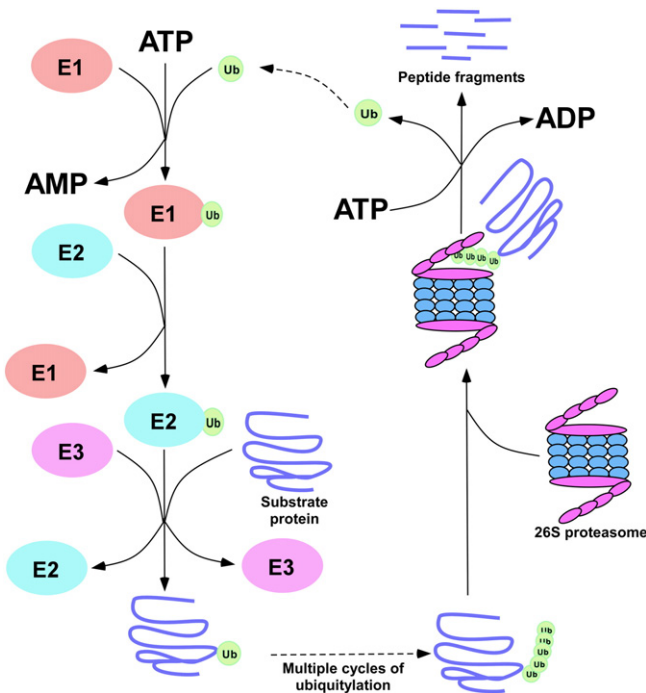 ATP
E1
Ub
Ub
AMP
E1
Ub
E2
E1
E2
Ub
E3
Substrate
protein
E2
E3
Ub
Multiple cycles of
ubiquitylation
Ub
Ub
Ub
Ub
Ub
26S proteasome
Ub
Ub
Ub
Ub
ATP
ADP
Peptide fragments